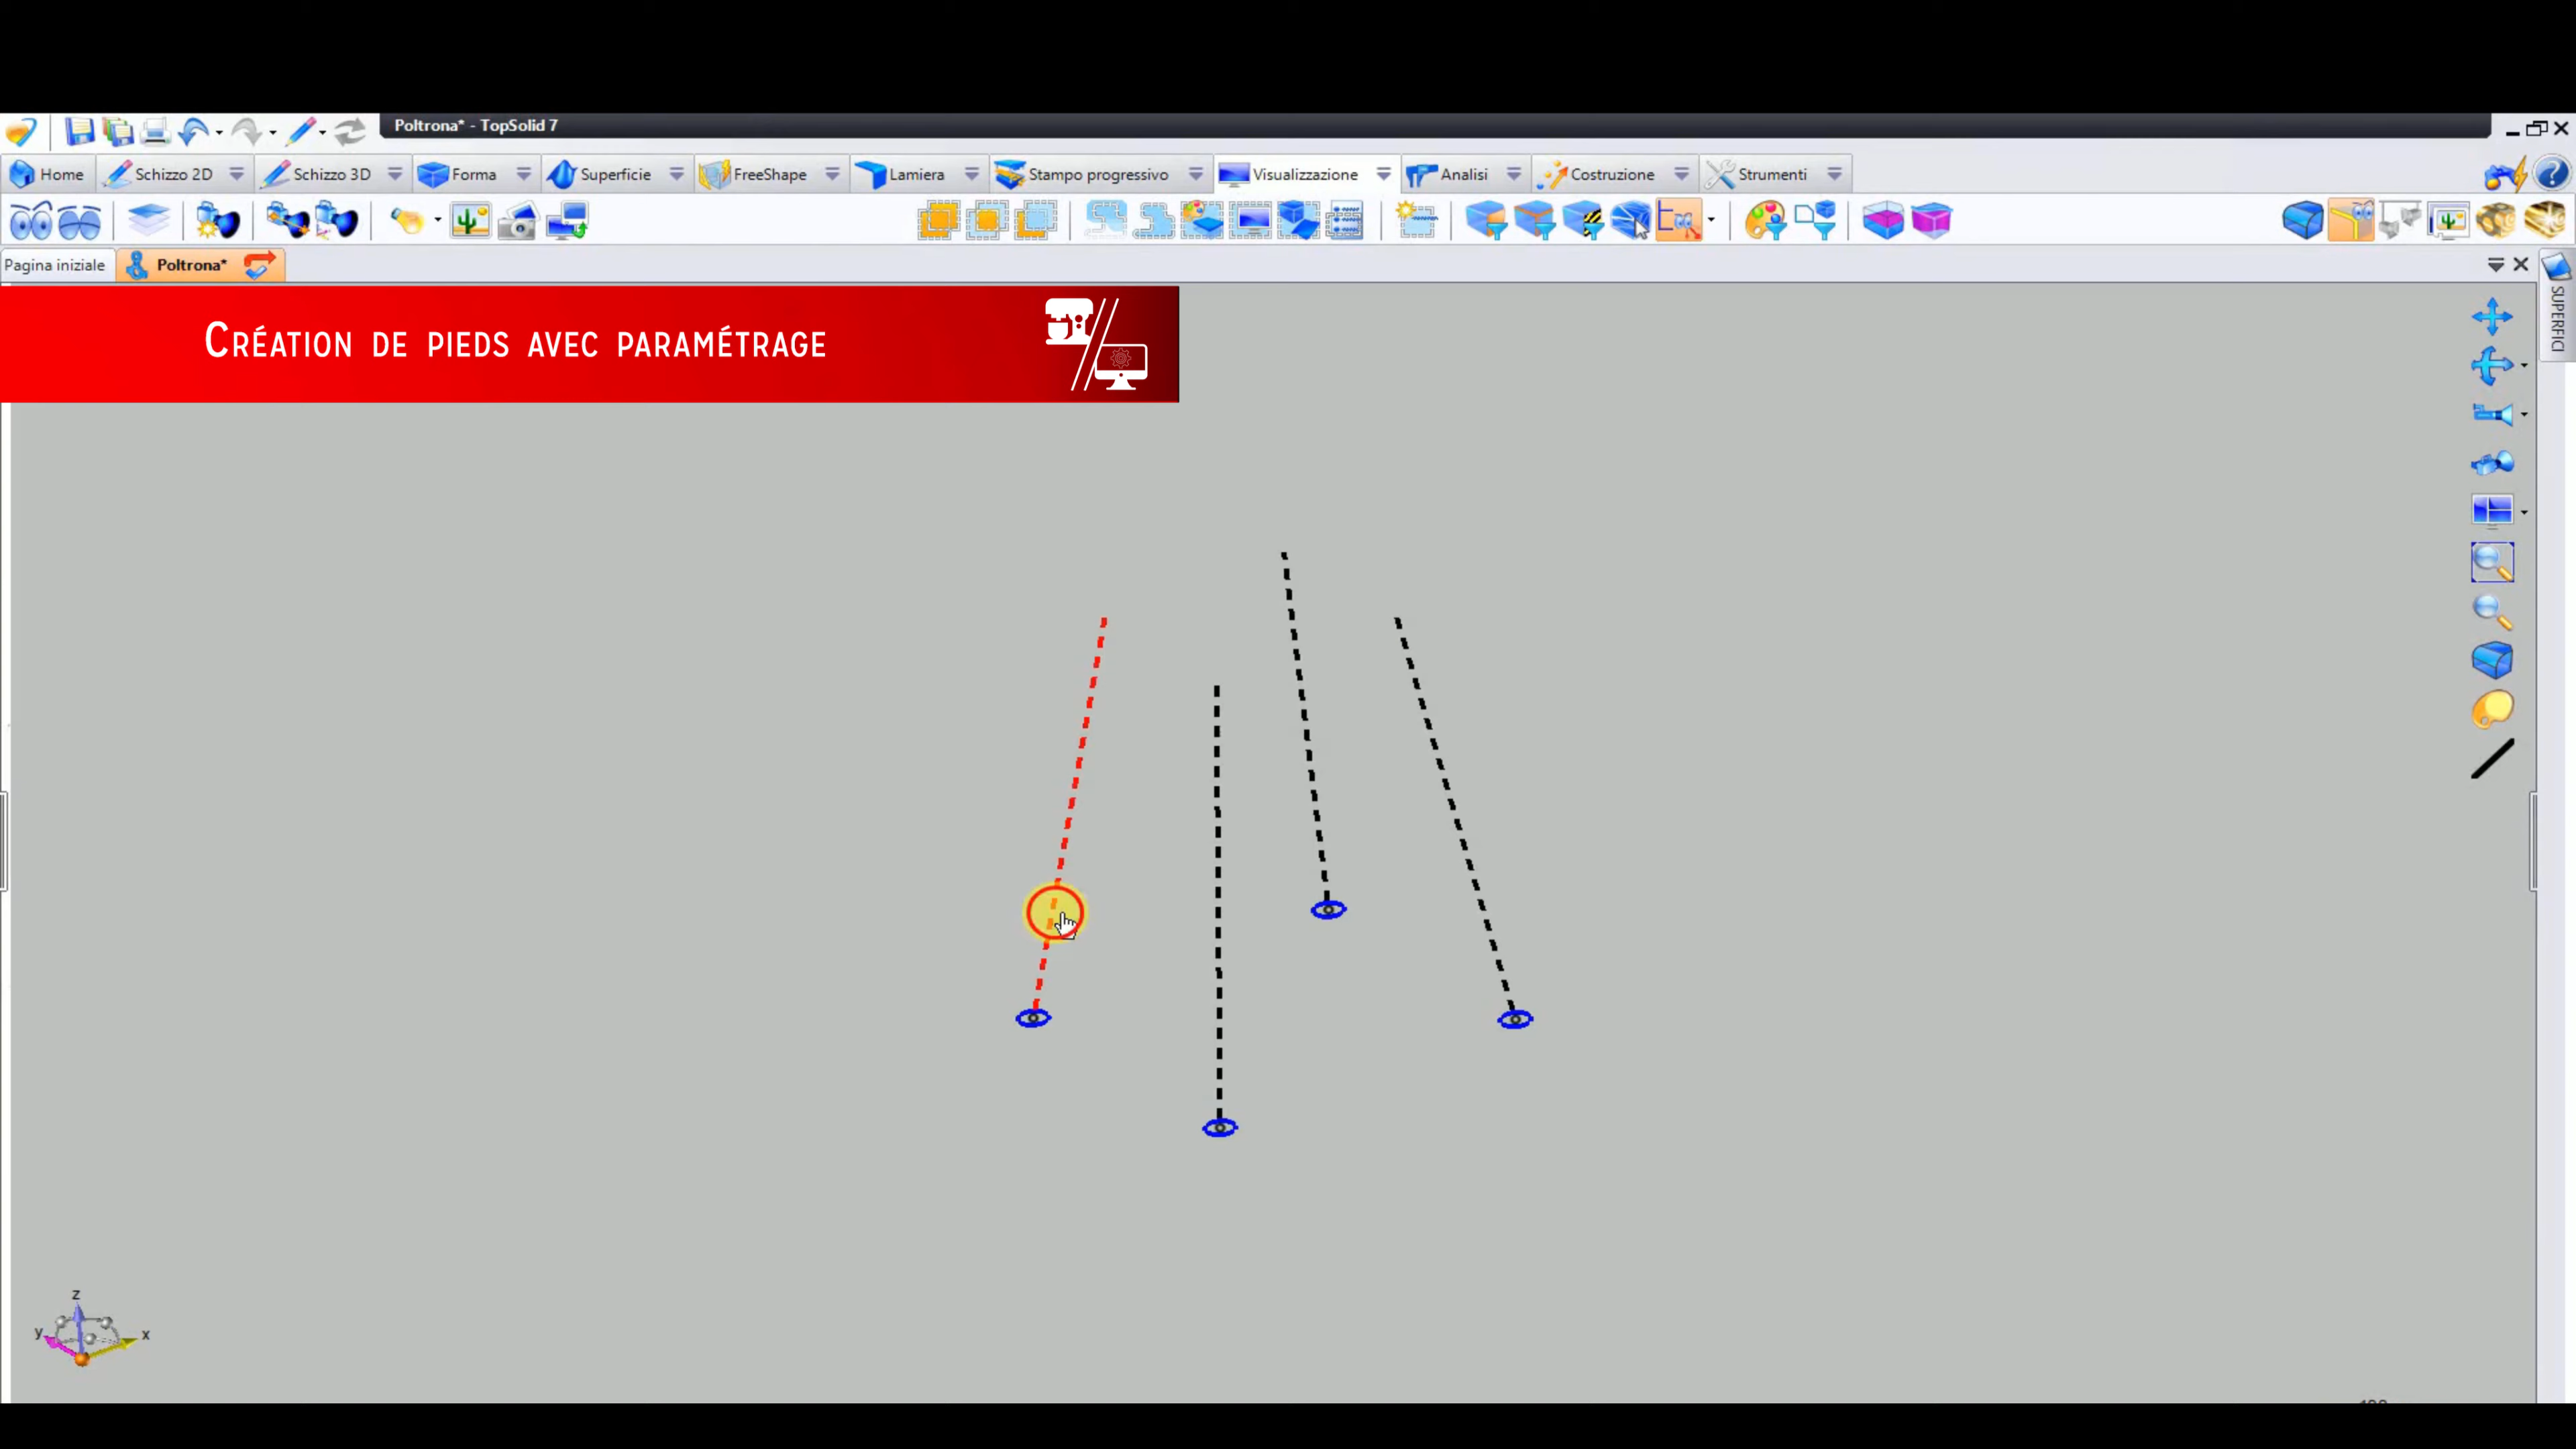 Poltrona* - TopSolid 7
Home Schizzo 2D Schizzo 3D Forma Superficie FreeShape Lamiera Stampo progressivo Visualizzazione Analisi Costruzione Strumenti
Pagina iniziale Poltrona*
SUPERFICI
Création de pieds avec paramétrage
z
y x